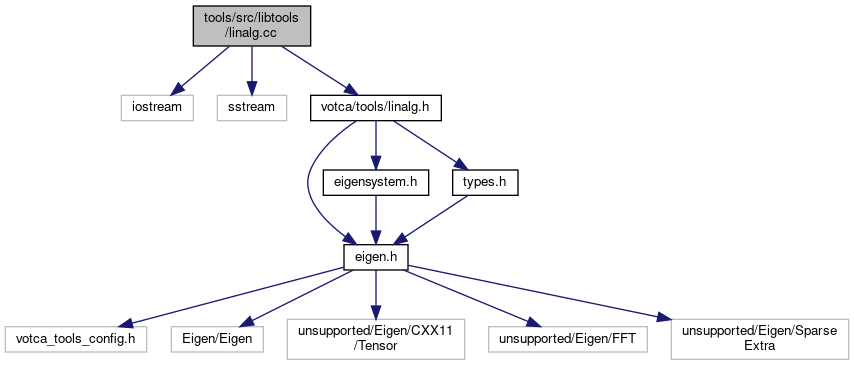 tools/src/libtools
/linalg.cc
iostream
sstream
votca/tools/linalg.h
eigensystem.h
types.h
eigen.h
votca_tools_config.h
Eigen/Eigen
unsupported/Eigen/CXX11
/Tensor
unsupported/Eigen/FFT
unsupported/Eigen/Sparse
Extra